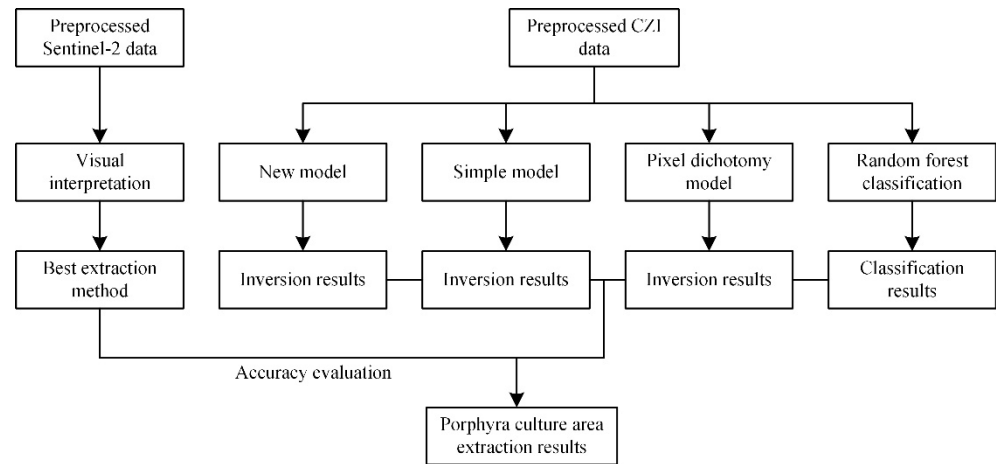 Preprocessed
Sentinel-2 data
Preprocessed CZI
data
Visual
interpretation
New model
Simple model
Pixel dichotomy
model
Random forest
classification
Best extraction
method
Inversion results
Inversion results
Inversion results
Classification
results
Accuracy evaluation
Porphyra culture area
extraction results